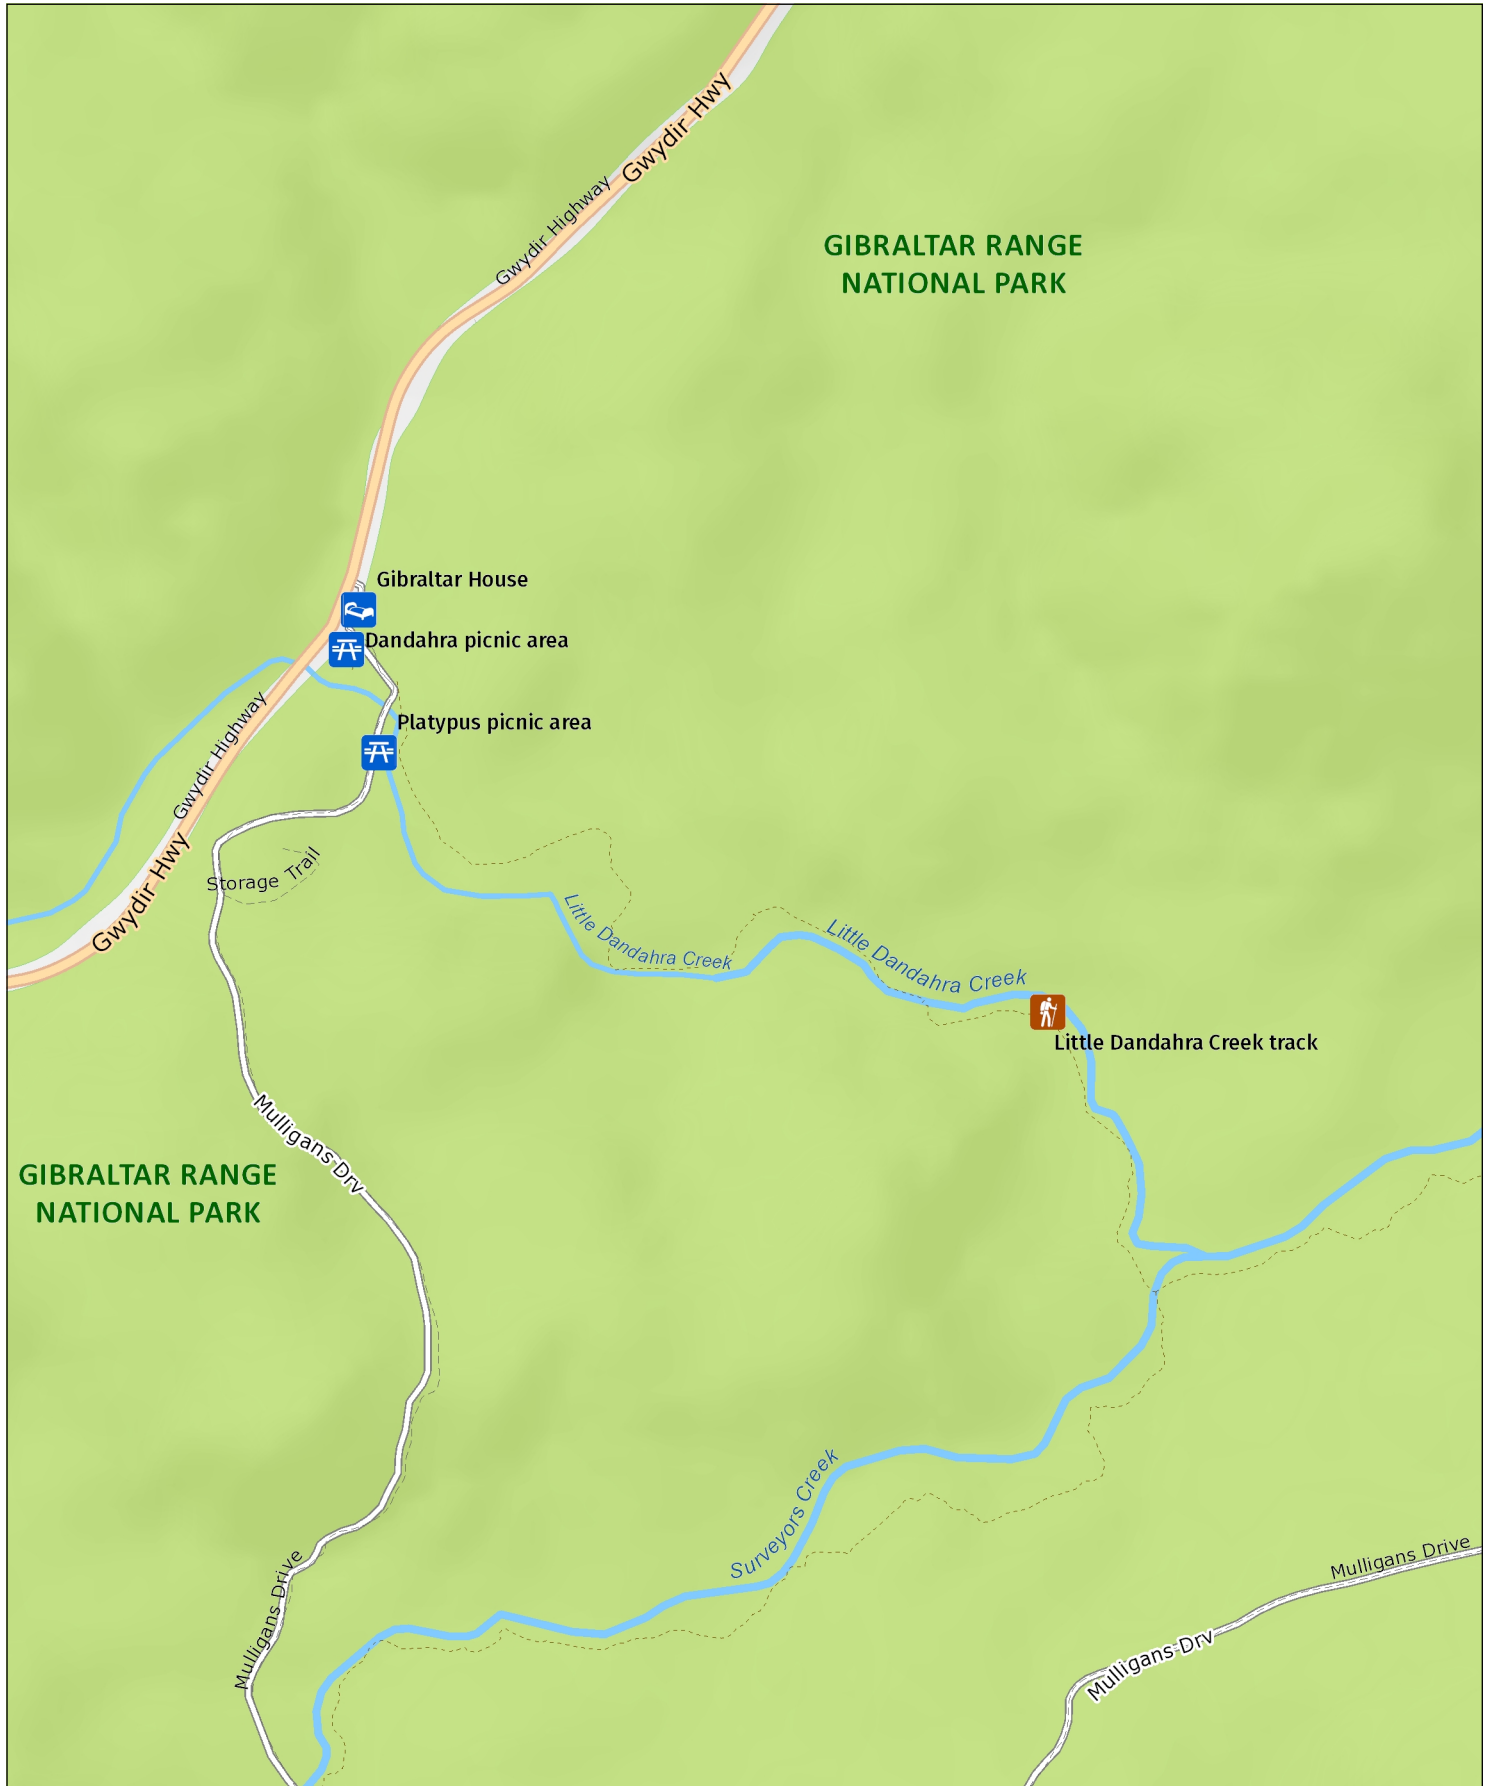 Gwydir Hwy
Gwydir Highway
GIBRALTAR RANGE
NATIONAL PARK
Gibraltar House
Dandahra picnic area
Platypus picnic area
Gwydir Highway
Gwydir Hwy
Storage Trail
Little Dandahra Creek
Little Dandahra Creek
Little Dandahra Creek track
Mulligans Drv
GIBRALTAR RANGE
NATIONAL PARK
Surveyors Creek
Mulligans Drive
Mulligans Drive
Mulligans Drv